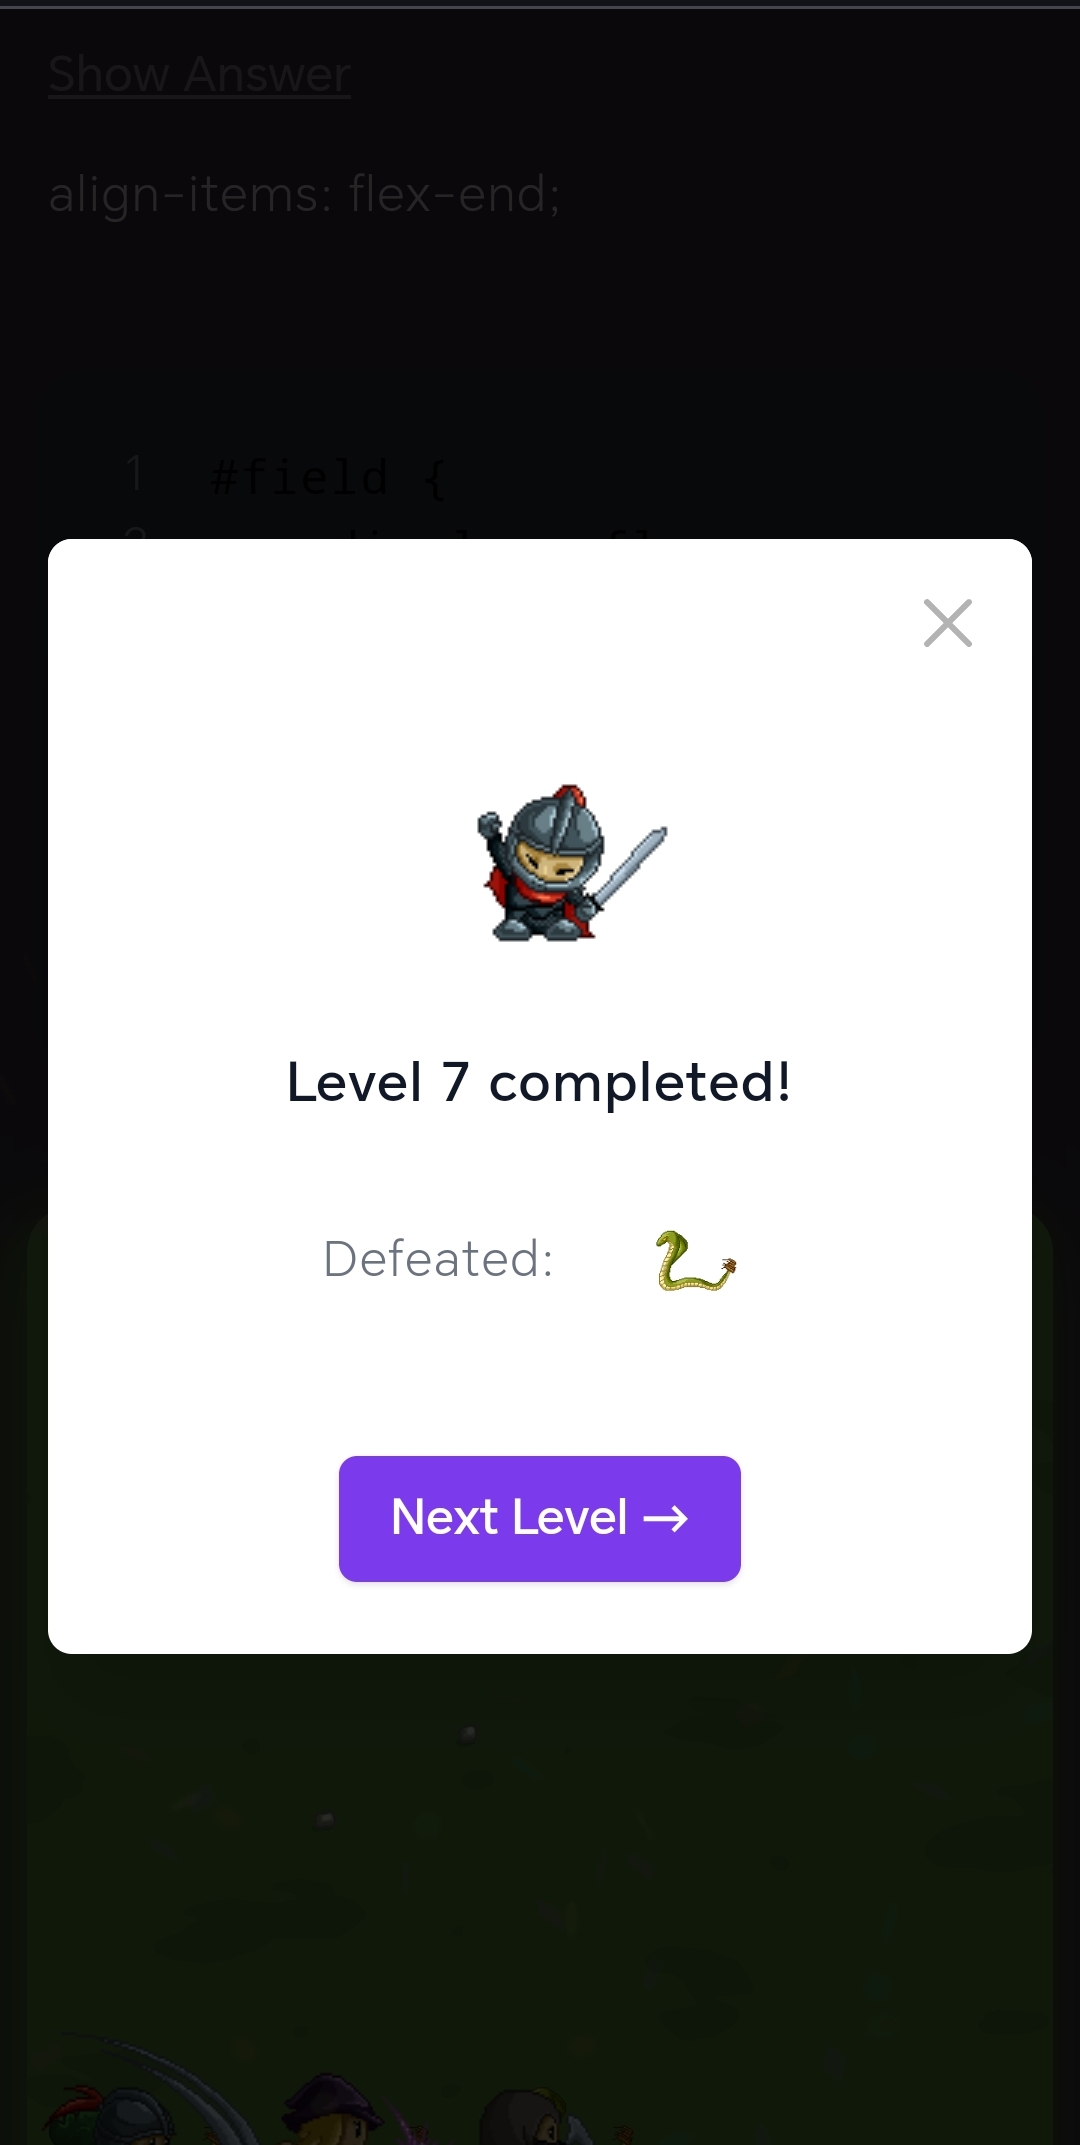 Show Answer
align-items: flex-end;
1 #field {
Level 7 completed!
Defeated:
Next Level →